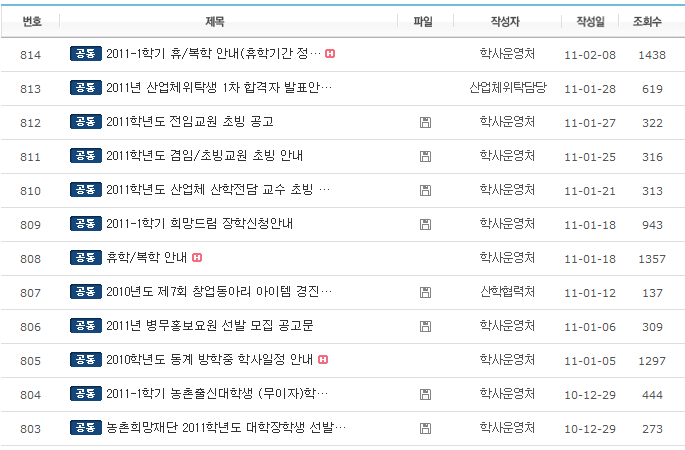 번호 제목 파일 작성자 작성일 조회수
814 공통 2011-1학기 휴/복학 안내(휴학기간 정… H 학사운영처 11-02-08 1438
813 공통 2011년 산업체위탁생 1차 합격자 발표안… 산업체위탁담당 11-01-28 619
812 공통 2011학년도 전임교원 초빙 공고 학사운영처 11-01-27 322
811 공통 2011학년도 겸임/초빙교원 초빙 안내 학사운영처 11-01-25 316
810 공통 2011학년도 산업체 산학전담 교수 초빙 … 학사운영처 11-01-21 313
809 공통 2011-1학기 희망드림 장학신청안내 학사운영처 11-01-18 943
808 공통 휴학/복학 안내 H 학사운영처 11-01-18 1357
807 공통 2010년도 제7회 창업동아리 아이템 경진… 산학협력처 11-01-12 137
806 공통 2011년 병무홍보요원 선발 모집 공고문 학사운영처 11-01-06 309
805 공통 2010학년도 동계 방학중 학사일정 안내 H 학사운영처 11-01-05 1297
804 공통 2011-1학기 농촌출신대학생 (무이자)학… 학사운영처 10-12-29 444
803 공통 농촌희망재단 2011학년도 대학장학생 선발… 학사운영처 10-12-29 273